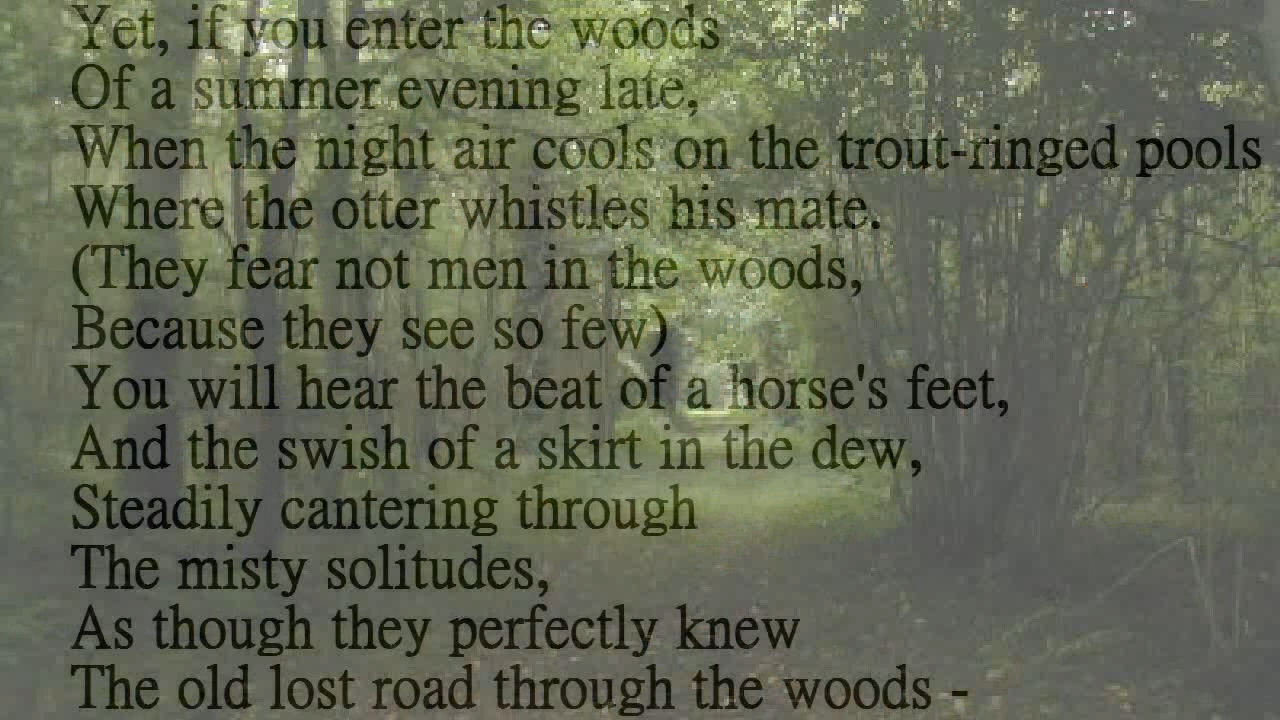 Yet, if you enter the woods
Of a summer evening late,
When the night air cools on the trout-ringed pools
Where the otter whistles his mate.
(They fear not men in the woods,
Because they see so few)
You will hear the beat of a horse's feet,
And the swish of a skirt in the dew,
Steadily cantering through
The misty solitudes,
As though they perfectly knew
The old lost road through the woods -